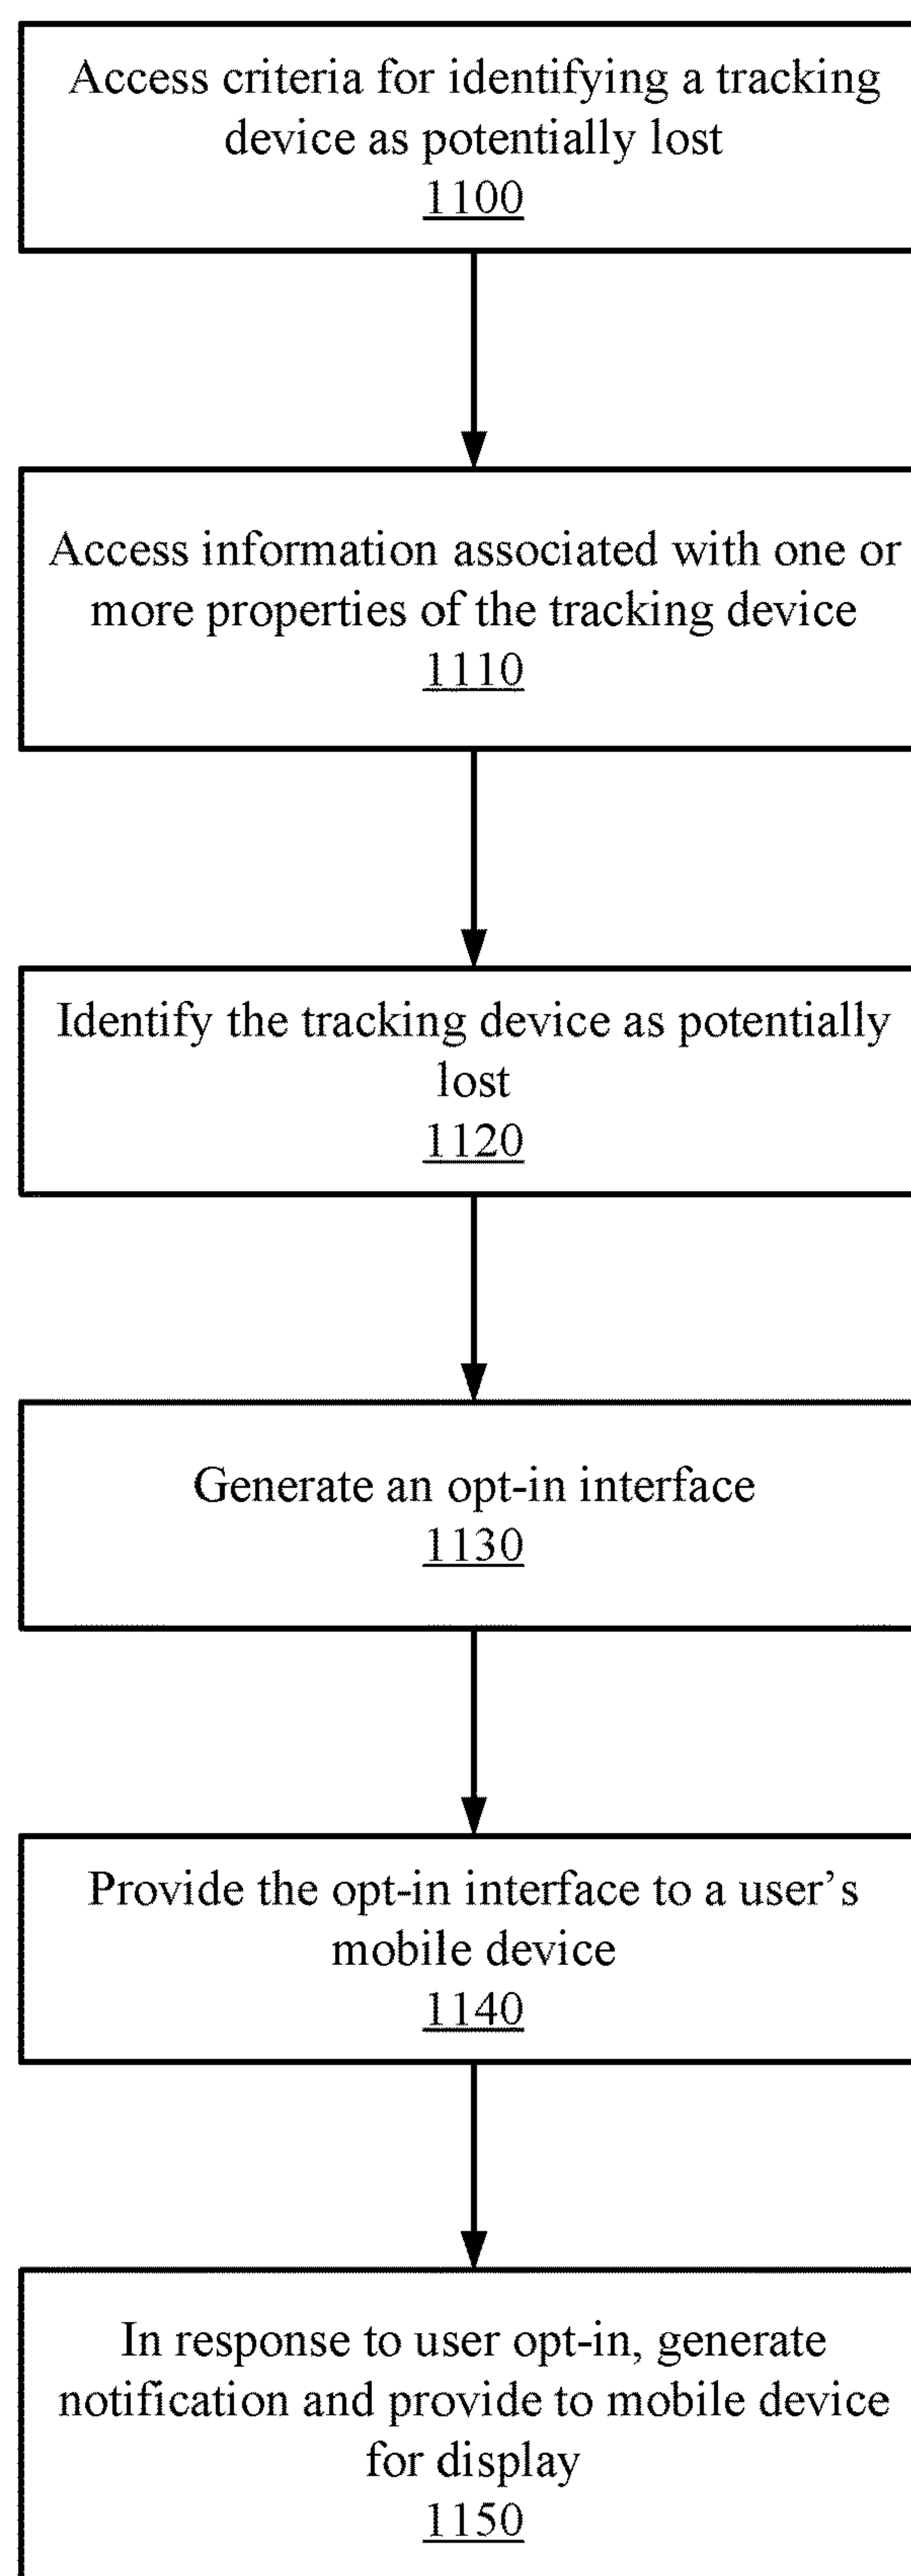 Access criteria for identifying a tracking
device as potentially lost
1100
Access information associated with one or
more properties of the tracking device
1110
Identify the tracking device as potentially
lost
1120
Generate an opt-in interface
1130
Provide the opt-in interface to a user’s
mobile device
1140
In response to user opt-in, generate
notification and provide to mobile device
for display
1150